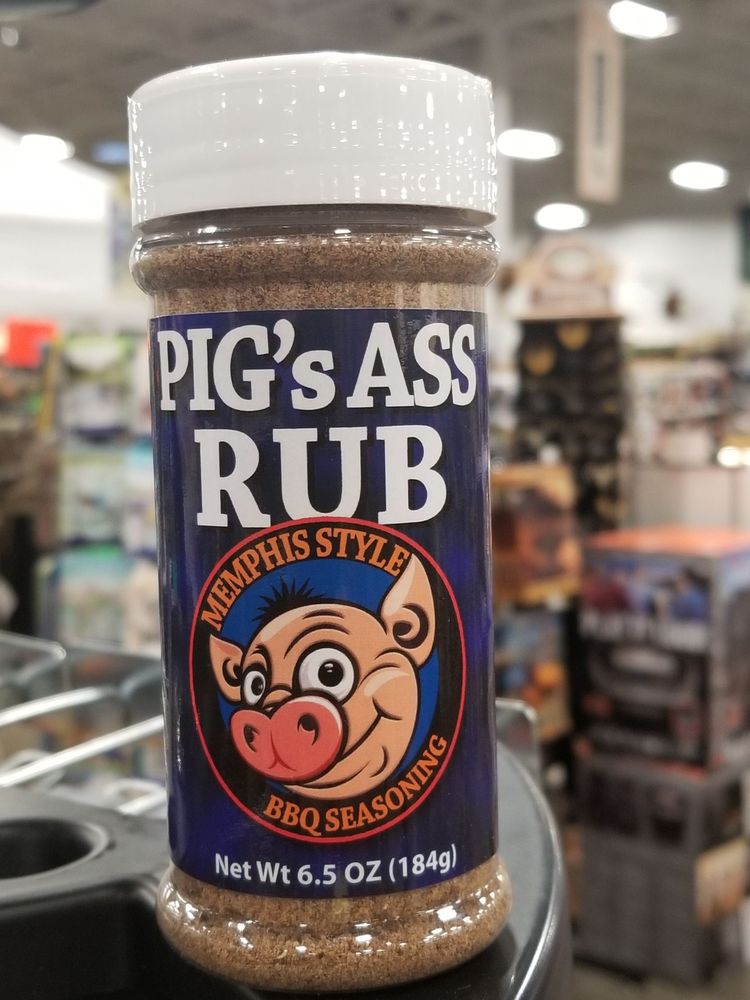 PIG's ASS
RUB
MEMPHIS STYLE
BBQ SEASONING
Net Wt 6.5 OZ (184g)